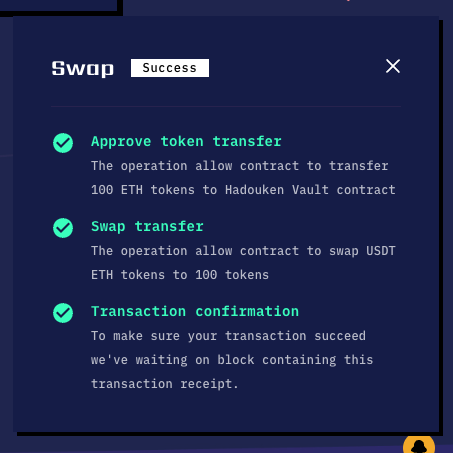 Swap Success
Approve token transfer
The operation allow contract to transfer
100 ETH tokens to Hadouken Vault contract
Swap transfer
The operation allow contract to swap USDT
ETH tokens to 100 tokens
Transaction confirmation
To make sure your transaction succeed
we've waiting on block containing this
transaction receipt.